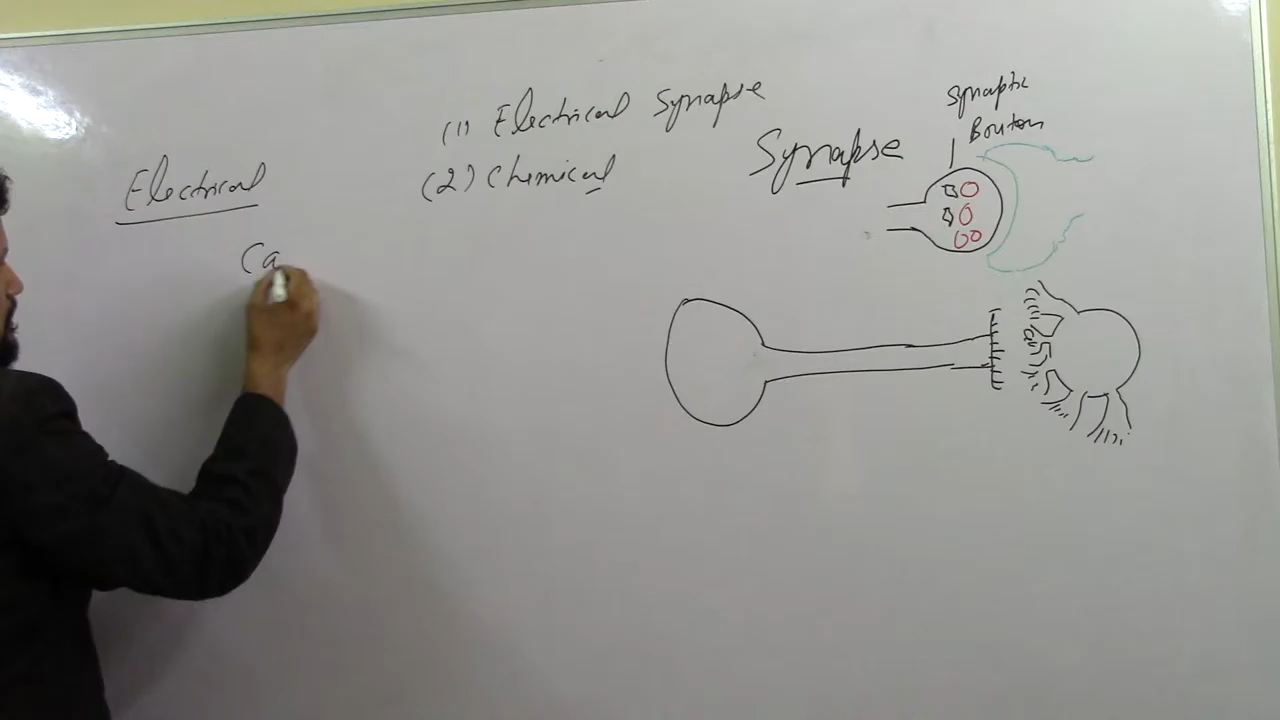 (1) Electrical Synapse
(2) Chemical
Synapse
Synaptic
Bouton
Electrical
Ca